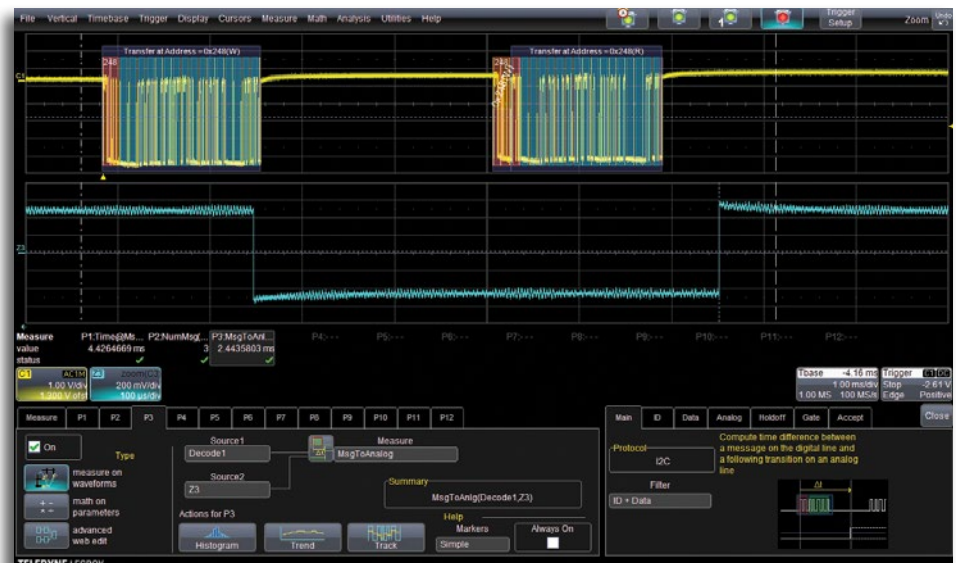 File Vertical Timebase Trigger Display Cursors Measure Math Analysis Utilities Help
Trigger Setup
Zoom Undo
Transfer at Address = 0x248(W)
Transfer at Address = 0x248(R)
248
C1
Z3
Measure P1:Time@Ms... P2:NumMsg(... P3:MsgToAnl... P4:--- P5:--- P6:--- P7:--- P8:--- P9:--- P10:--- P11:--- P12:---
value 4.4264669 ms 3 2.4435803 ms
status
C1 AC1M
1.00 V/div
1.300 V ofst
Z3 zoom(C3
200 mV/div
100 µs/div
Tbase -4.16 ms
1.00 ms/div
1.00 MS 100 MS/s
Trigger C1 DC
Stop -2.61 V
Edge Positive
Measure P1 P2 P3 P4 P5 P6 P7 P8 P9 P10 P11 P12
Main ID Data Analog Holdoff Gate Accept Close
On
Type
measure on waveforms
math on parameters
advanced web edit
Source1
Decode1
Source2
Z3
Measure
MsgToAnalog
Summary
MsgToAnlg(Decode1,Z3)
Actions for P3
Histogram
Trend
Track
Help
Markers
Simple
Always On
Protocol
I2C
Filter
ID + Data
Compute time difference between
a message on the digital line and
a following transition on an analog
line
Δt
TELEDYNE LECROY